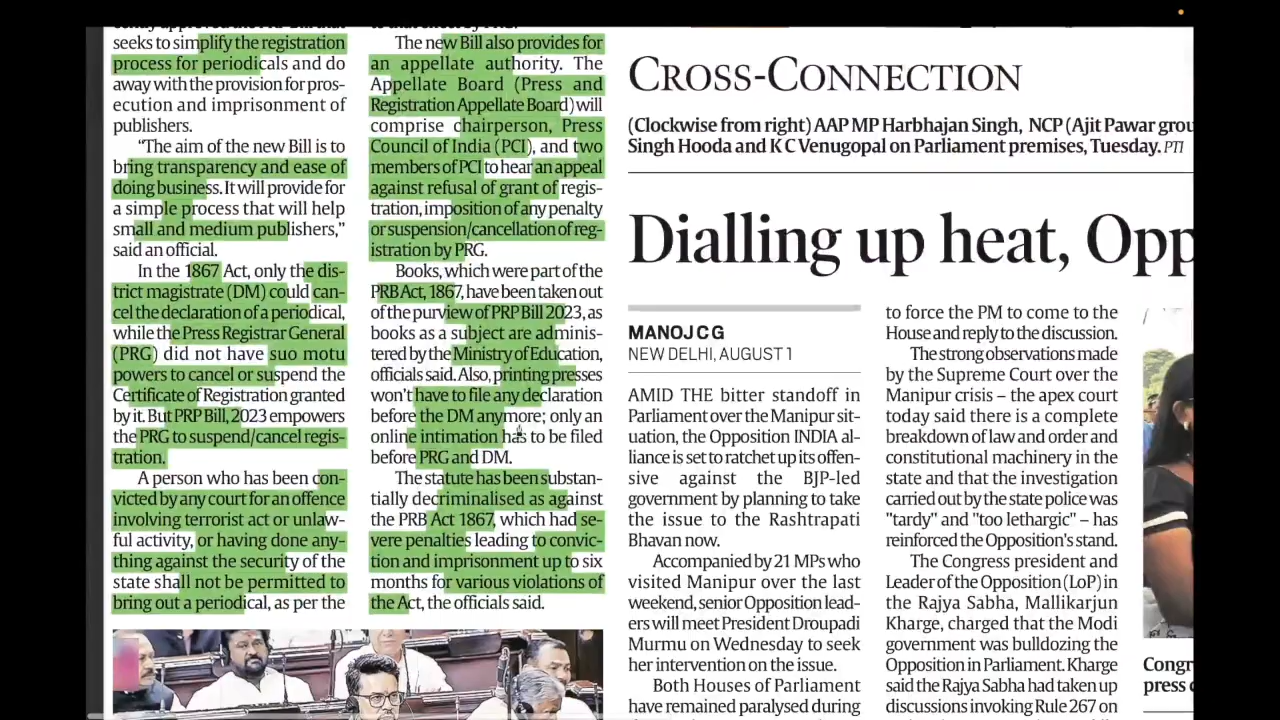 seeks to simplify the registration
process for periodicals and do
away with the provision for pros-
ecution and imprisonment of
publishers.
“The aim of the new Bill is to
bring transparency and ease of
doing business. It will provide for
a simple process that will help
small and medium publishers,”
said an official.
In the 1867 Act, only the dis-
trict magistrate (DM) could can-
cel the declaration of a periodical,
while the Press Registrar General
(PRG) did not have suo motu
powers to cancel or suspend the
Certificate of Registration granted
by it. But PRP Bill, 2023 empowers
the PRG to suspend/cancel regis-
tration.
A person who has been con-
victed by any court for an offence
involving terrorist act or unlaw-
ful activity, or having done any-
thing against the security of the
state shall not be permitted to
bring out a periodical, as per the
The new Bill also provides for
an appellate authority. The
Appellate Board (Press and
Registration Appellate Board) will
comprise chairperson, Press
Council of India (PCI), and two
members of PCI to hear an appeal
against refusal of grant of regis-
tration, imposition of any penalty
or suspension/cancellation of reg-
istration by PRG.
Books, which were part of the
PRB Act, 1867, have been taken out
of the purview of PRP Bill 2023, as
books as a subject are adminis-
tered by the Ministry of Education,
officials said. Also, printing presses
won't have to file any declaration
before the DM anymore; only an
online intimation has to be filed
before PRG and DM.
The statute has been substan-
tially decriminalised as against
the PRB Act 1867, which had se-
vere penalties leading to convic-
tion and imprisonment up to six
months for various violations of
the Act, the officials said.
CROSS-CONNECTION
(Clockwise from right) AAP MP Harbhajan Singh, NCP (Ajit Pawar grou
Singh Hooda and K C Venugopal on Parliament premises, Tuesday. PTI
Dialling up heat, Opp
MANOJ C G
NEW DELHI, AUGUST 1
AMID THE bitter standoff in
Parliament over the Manipur sit-
uation, the Opposition INDIA al-
liance is set to ratchet up its offen-
sive against the BJP-led
government by planning to take
the issue to the Rashtrapati
Bhavan now.
Accompanied by 21 MPs who
visited Manipur over the last
weekend, senior Opposition lead-
ers will meet President Droupadi
Murmu on Wednesday to seek
her intervention on the issue.
Both Houses of Parliament
have remained paralysed during
to force the PM to come to the
House and reply to the discussion.
The strong observations made
by the Supreme Court over the
Manipur crisis – the apex court
today said there is a complete
breakdown of law and order and
constitutional machinery in the
state and that the investigation
carried out by the state police was
"tardy" and "too lethargic" – has
reinforced the Opposition's stand.
The Congress president and
Leader of the Opposition (LoP) in
the Rajya Sabha, Mallikarjun
Kharge, charged that the Modi
government was bulldozing the
Opposition in Parliament. Kharge
said the Rajya Sabha had taken up
discussions invoking Rule 267 on
Congr
press c